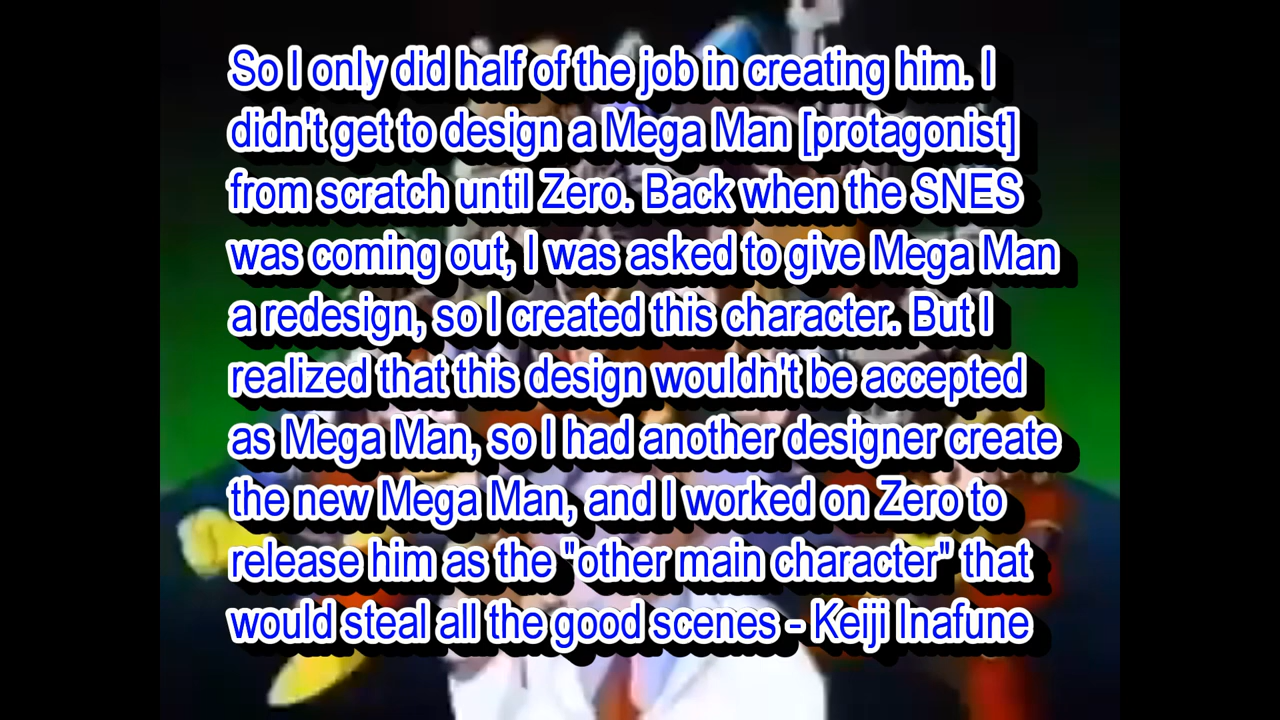 So I only did half of the job in creating him. I
didn't get to design a Mega Man [protagonist]
from scratch until Zero. Back when the SNES
was coming out, I was asked to give Mega Man
a redesign, so I created this character. But I
realized that this design wouldn't be accepted
as Mega Man, so I had another designer create
the new Mega Man, and I worked on Zero to
release him as the "other main character" that
would steal all the good scenes - Keiji Inafune